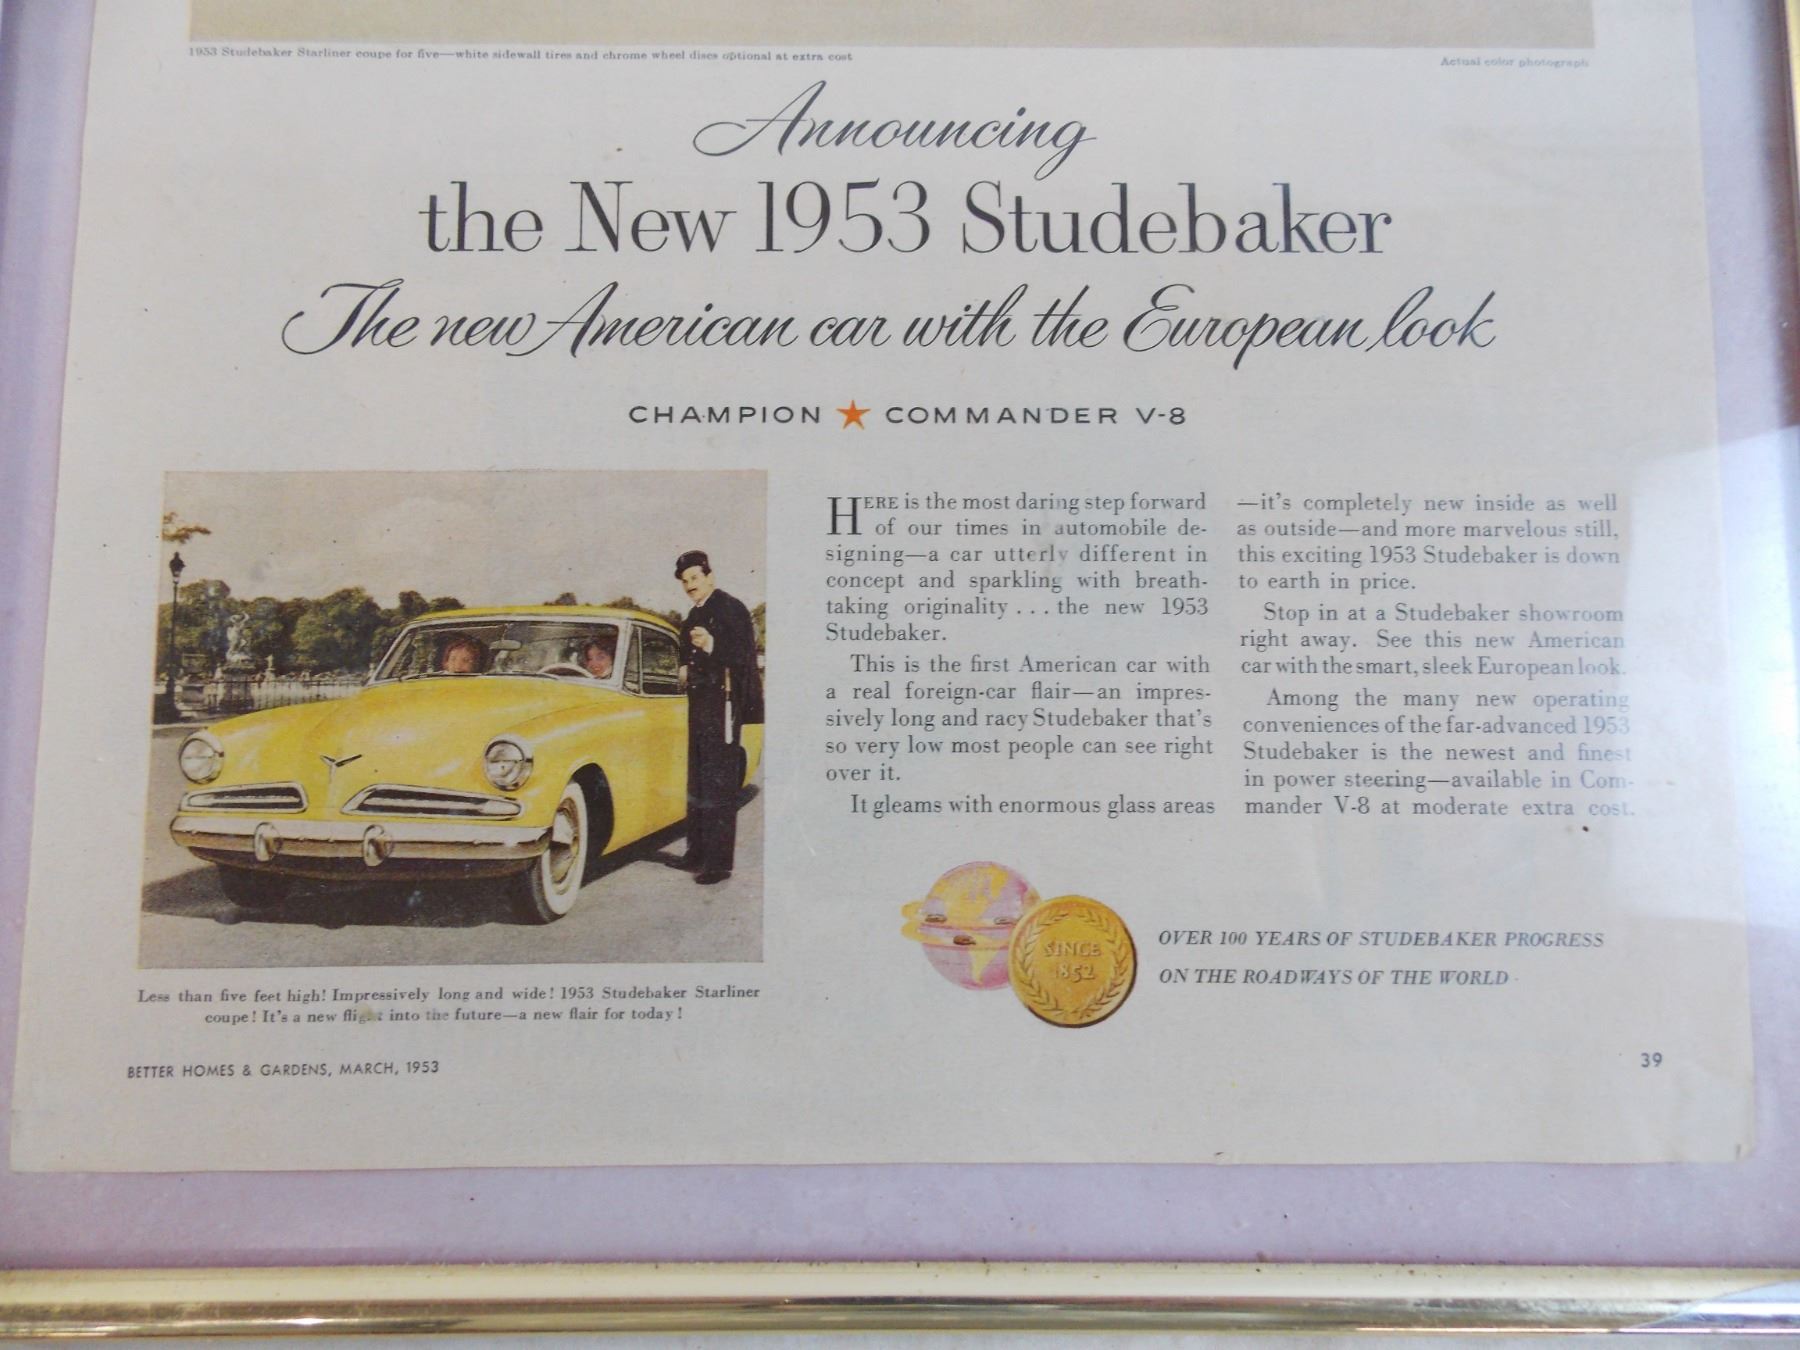 1953 Studebaker Starliner coupe for five—white sidewall tires and chrome wheel discs optional at extra cost
Actual color photograph
Announcing
the New 1953 Studebaker
The new American car with the European look
CHAMPION ★ COMMANDER V-8
HERE is the most daring step forward
of our times in automobile de-
signing—a car utterly different in
concept and sparkling with breath-
taking originality . . . the new 1953
Studebaker.
This is the first American car with
a real foreign-car flair—an impres-
sively long and racy Studebaker that's
so very low most people can see right
over it.
It gleams with enormous glass areas
—it's completely new inside as well
as outside—and more marvelous still,
this exciting 1953 Studebaker is down
to earth in price.
Stop in at a Studebaker showroom
right away. See this new American
car with the smart, sleek European look.
Among the many new operating
conveniences of the far-advanced 1953
Studebaker is the newest and finest
in power steering—available in Com-
mander V-8 at moderate extra cost.
Less than five feet high! Impressively long and wide! 1953 Studebaker Starliner
coupe! It's a new flight into the future—a new flair for today!
SINCE
1852
OVER 100 YEARS OF STUDEBAKER PROGRESS
ON THE ROADWAYS OF THE WORLD
BETTER HOMES & GARDENS, MARCH, 1953
39